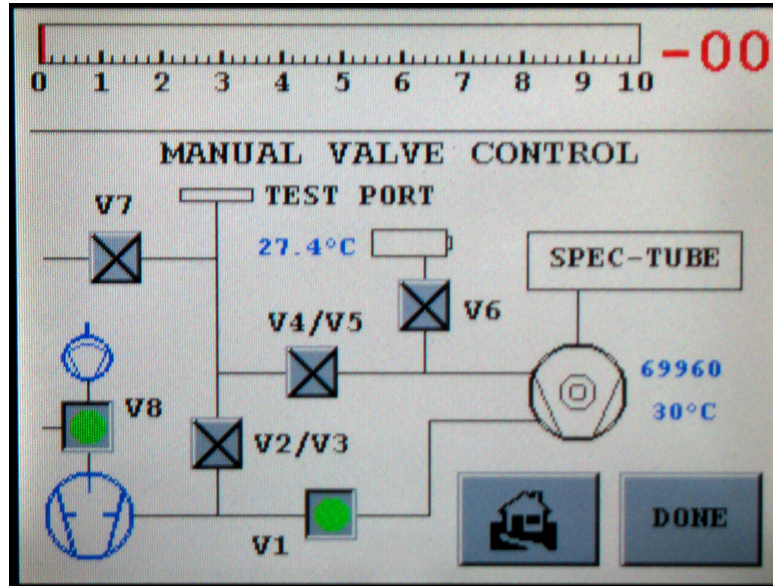 -00
0 1 2 3 4 5 6 7 8 9 10
MANUAL VALVE CONTROL
TEST PORT
V7
27.4°C
SPEC-TUBE
V4/V5
V6
69960
30°C
V8
V2/V3
V1
DONE